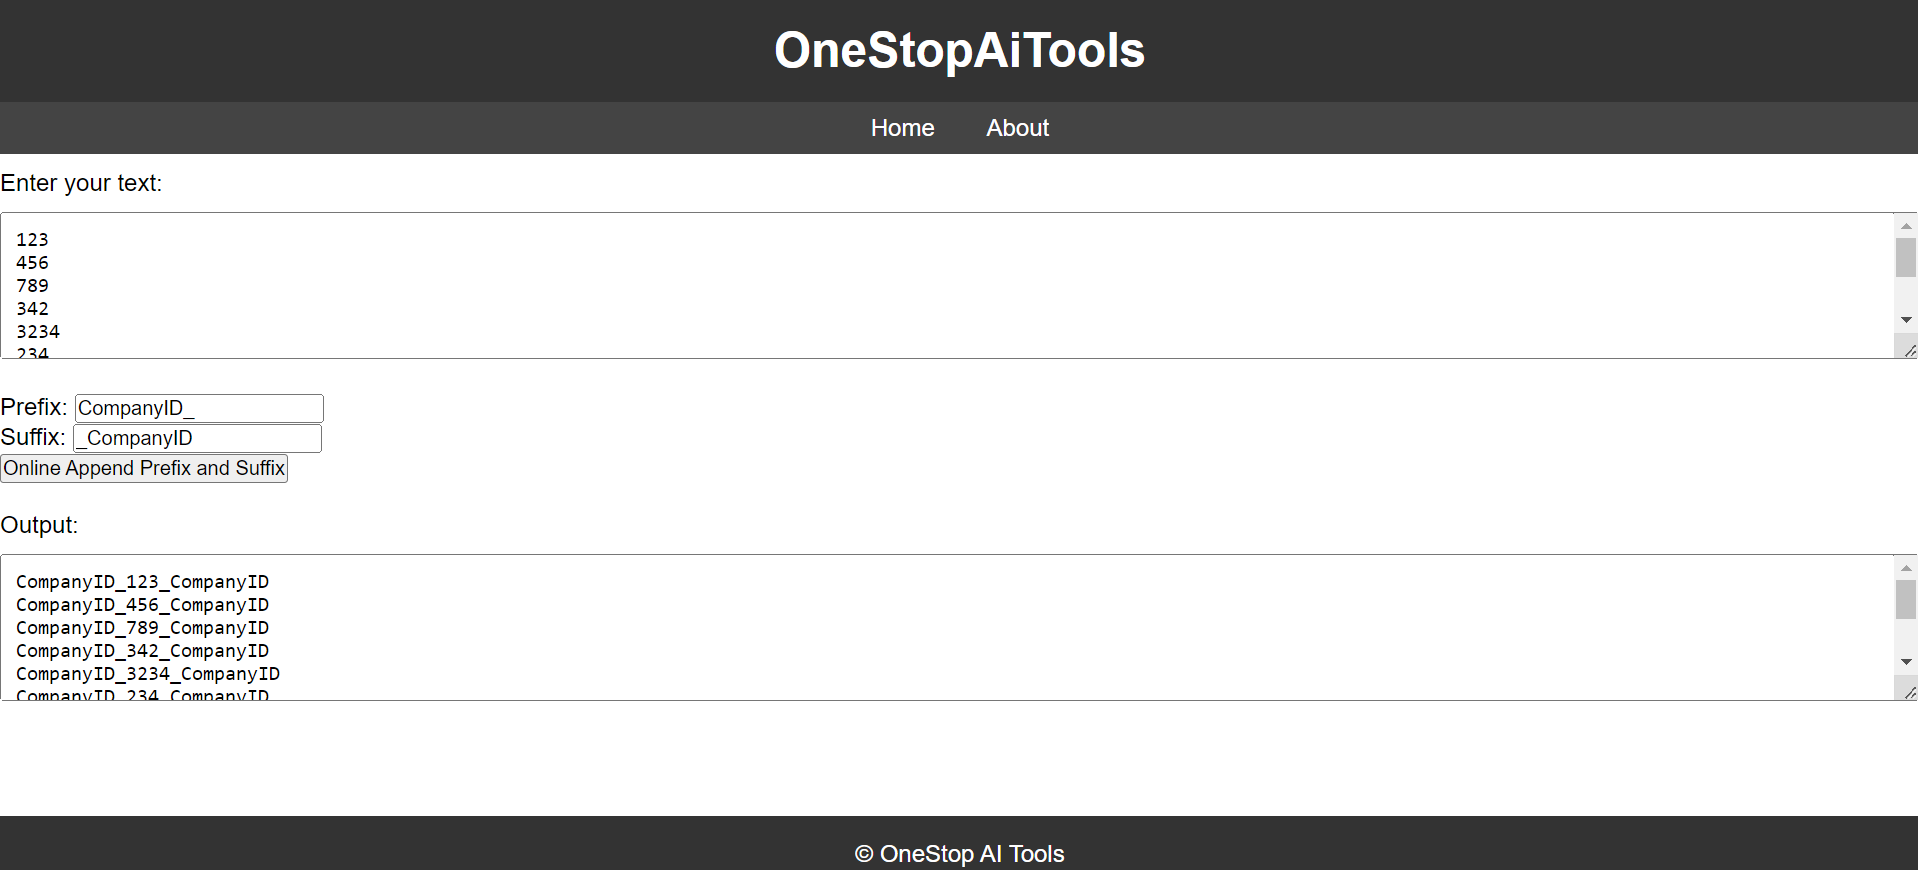 OneStopAiTools
Home About
Enter your text:
123
456
789
342
3234
234
Prefix: CompanyID_
Suffix: _CompanyID
Online Append Prefix and Suffix
Output:
CompanyID_123_CompanyID
CompanyID_456_CompanyID
CompanyID_789_CompanyID
CompanyID_342_CompanyID
CompanyID_3234_CompanyID
CompanyID_234_CompanyID
© OneStop AI Tools